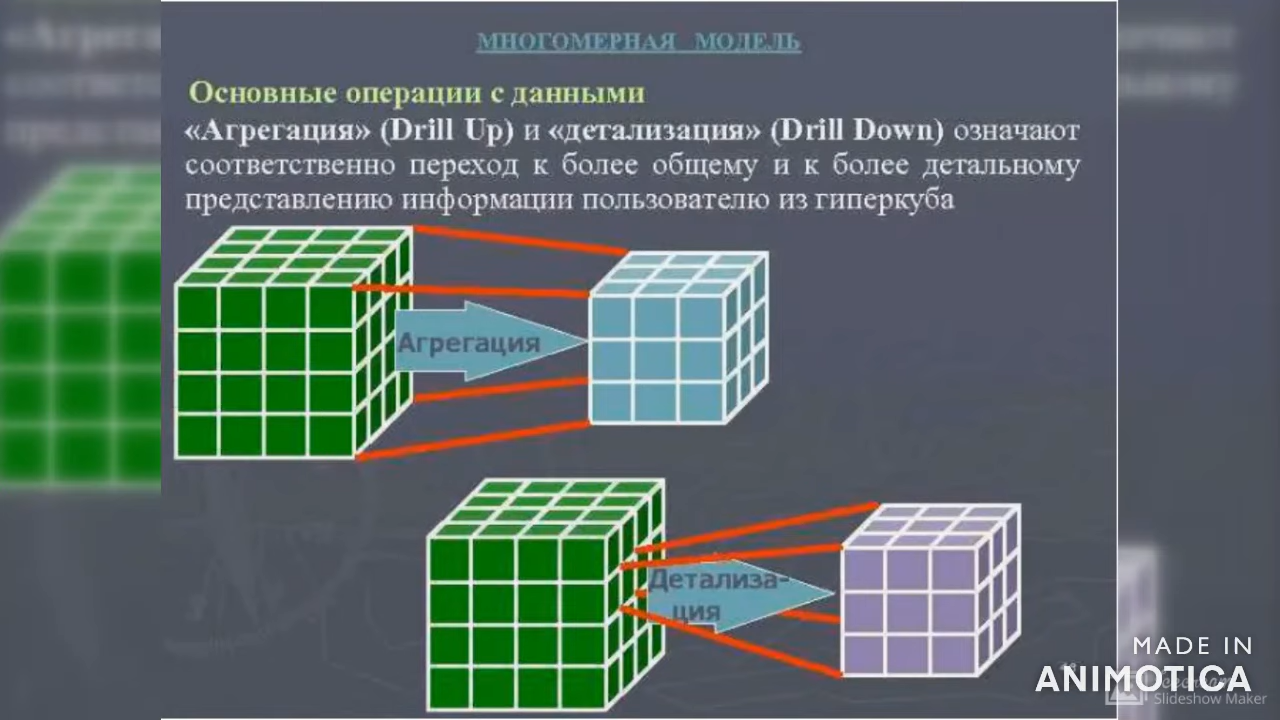 МНОГОМЕРНАЯ МОДЕЛЬ
Основные операции с данными
«Агрегация» (Drill Up) и «детализация» (Drill Down) означают
соответственно переход к более общему и к более детальному
представлению информации пользователю из гиперкуба
Агрегация
Детализа-
ция
MADE IN
ANIMOTICA
Slideshow Maker